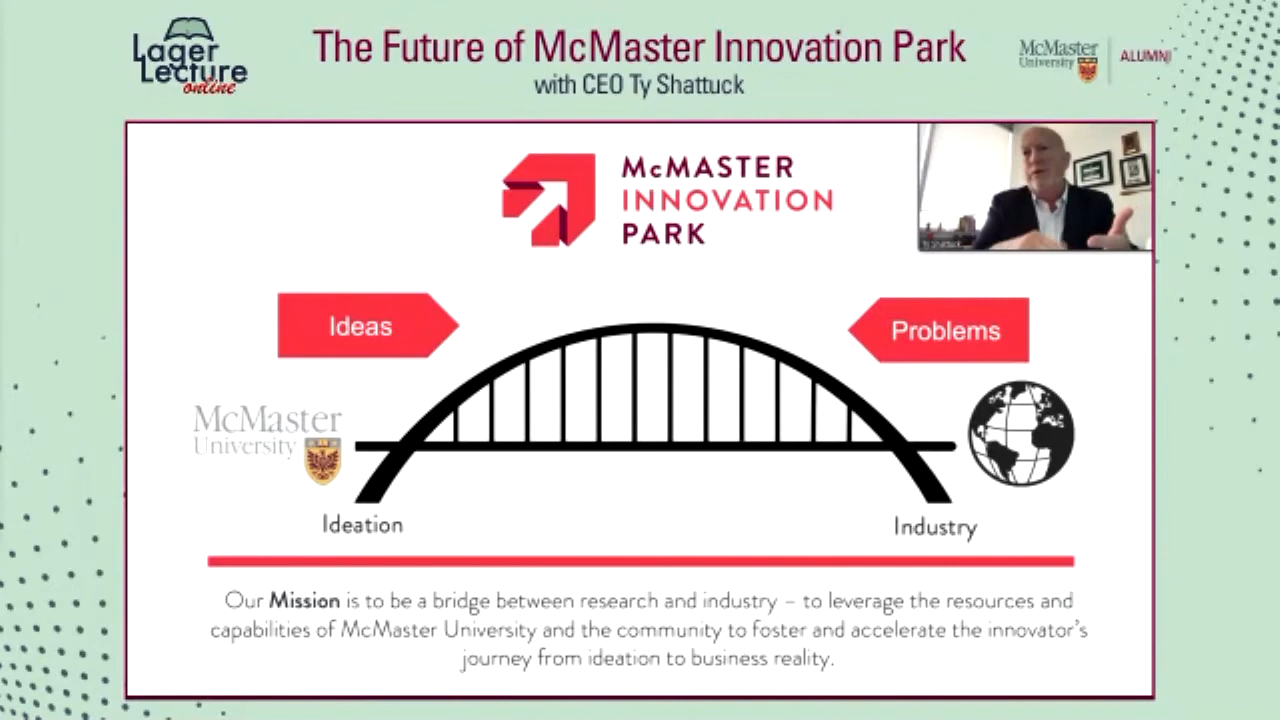 Lager
Lecture
online
The Future of McMaster Innovation Park
with CEO Ty Shattuck
McMaster
University
ALUMNI
McMASTER
INNOVATION
PARK
Ty Shattuck
Ideas
Problems
McMaster
University
Ideation
Industry
Our Mission is to be a bridge between research and industry – to leverage the resources and
capabilities of McMaster University and the community to foster and accelerate the innovator's
journey from ideation to business reality.